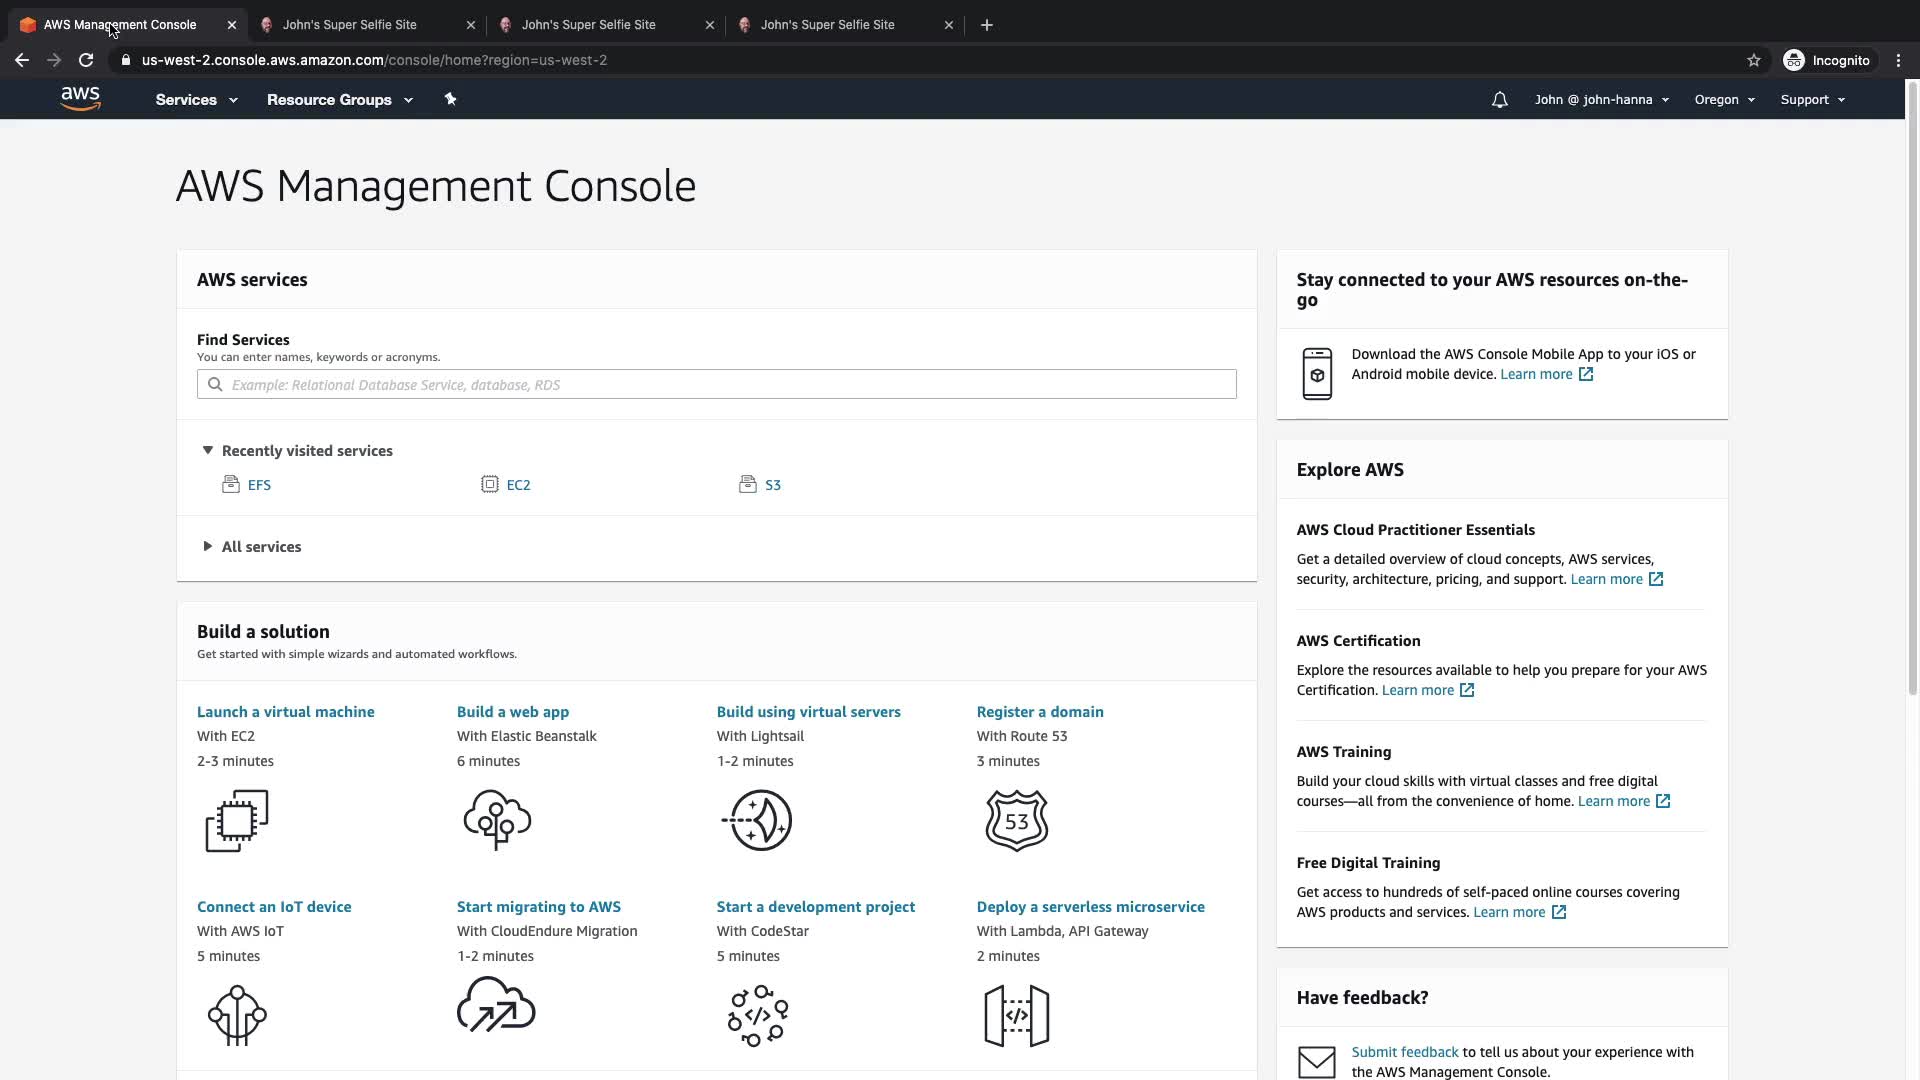 AWS Management Console
John's Super Selfie Site
John's Super Selfie Site
John's Super Selfie Site
us-west-2.console.aws.amazon.com/console/home?region=us-west-2
Incognito
aws
Services
Resource Groups
John @ john-hanna
Oregon
Support
AWS Management Console
AWS services
Find Services
You can enter names, keywords or acronyms.
Example: Relational Database Service, database, RDS
Recently visited services
EFS
EC2
S3
All services
Build a solution
Get started with simple wizards and automated workflows.
Launch a virtual machine
With EC2
2-3 minutes
Build a web app
With Elastic Beanstalk
6 minutes
Build using virtual servers
With Lightsail
1-2 minutes
Register a domain
With Route 53
3 minutes
53
Connect an IoT device
With AWS IoT
5 minutes
Start migrating to AWS
With CloudEndure Migration
1-2 minutes
Start a development project
With CodeStar
5 minutes
</>
Deploy a serverless microservice
With Lambda, API Gateway
2 minutes
</>
Stay connected to your AWS resources on-the-
go
Download the AWS Console Mobile App to your iOS or
Android mobile device. Learn more
Explore AWS
AWS Cloud Practitioner Essentials
Get a detailed overview of cloud concepts, AWS services,
security, architecture, pricing, and support. Learn more
AWS Certification
Explore the resources available to help you prepare for your AWS
Certification. Learn more
AWS Training
Build your cloud skills with virtual classes and free digital
courses—all from the convenience of home. Learn more
Free Digital Training
Get access to hundreds of self-paced online courses covering
AWS products and services. Learn more
Have feedback?
Submit feedback to tell us about your experience with
the AWS Management Console.